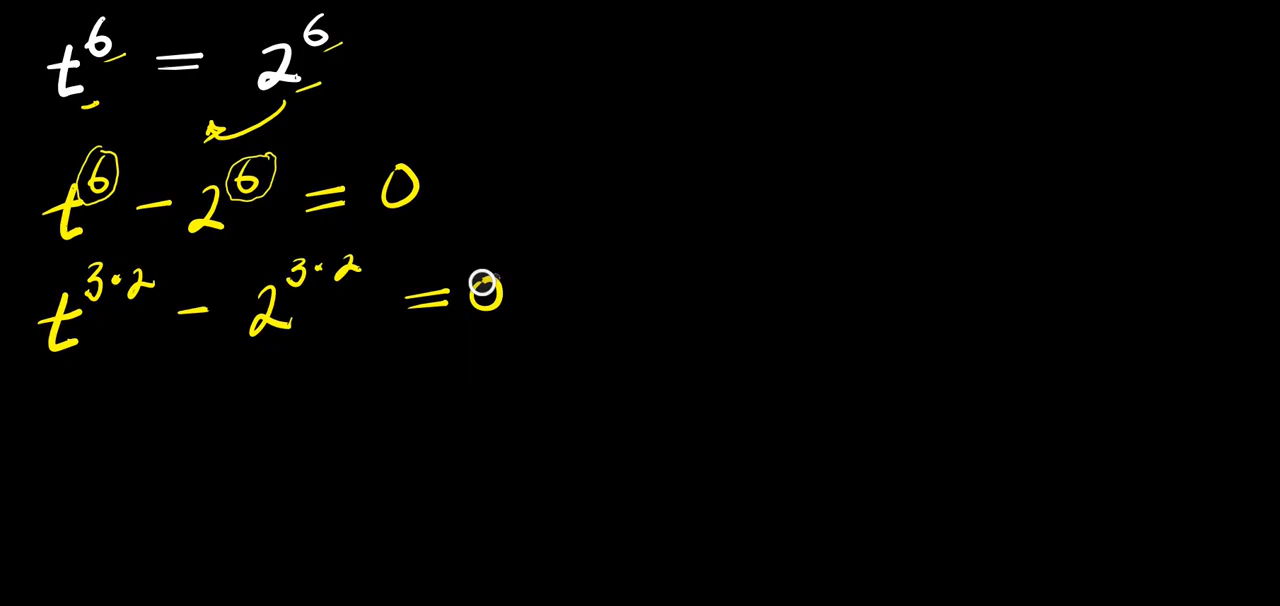 t⁶ = 2⁶
t⁶ - 2⁶ = 0
t³·² - 2³·² = 0